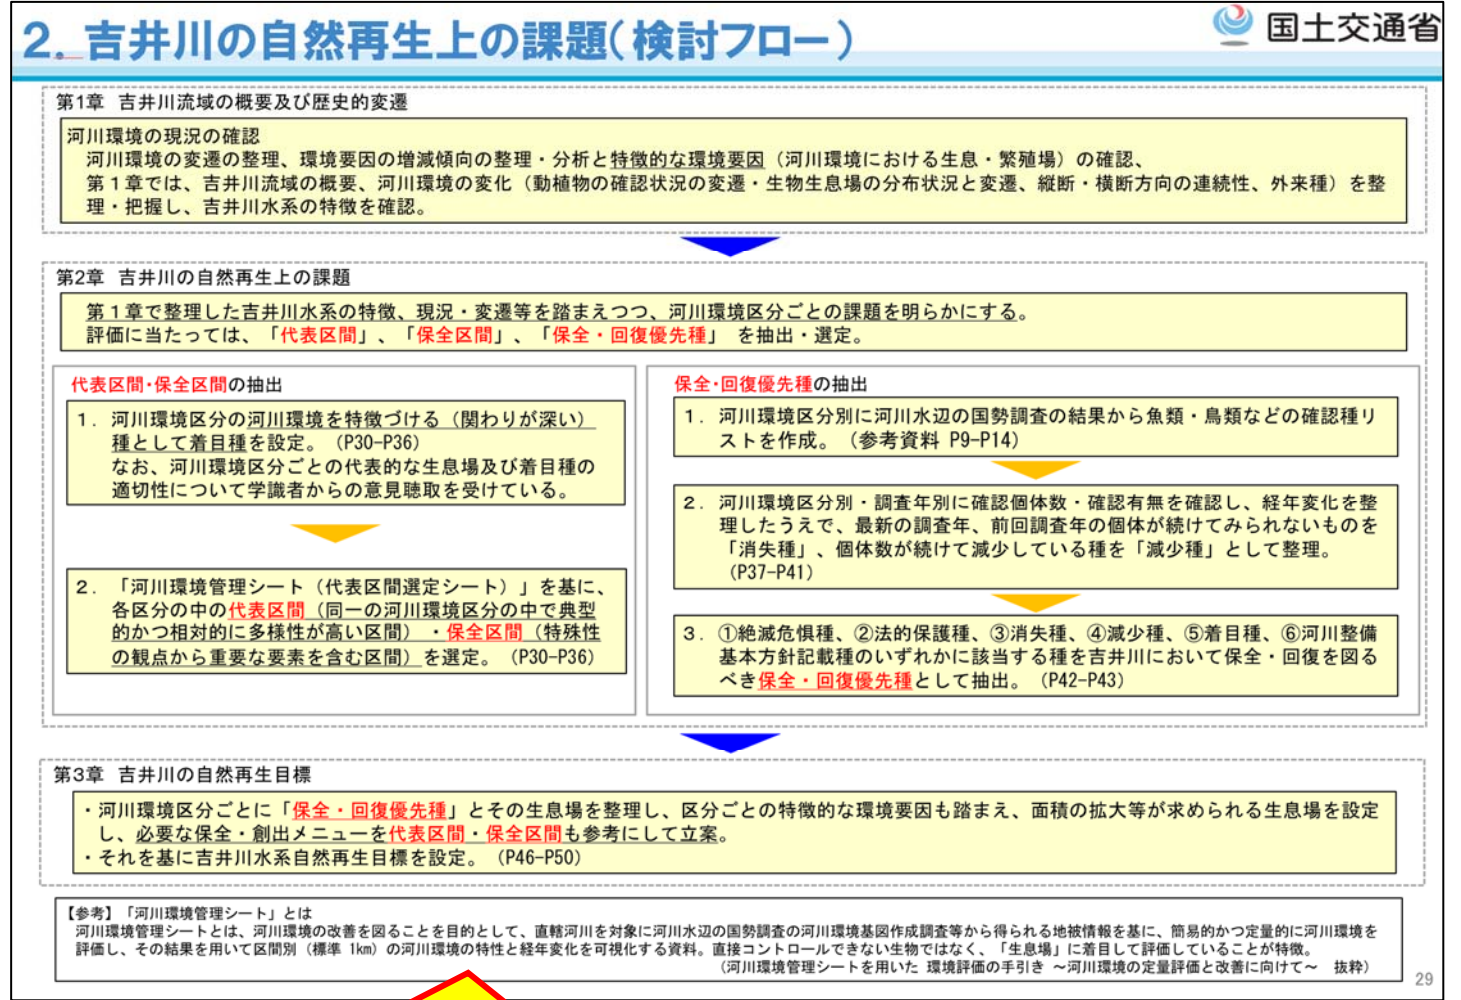 2. 吉井川の自然再生上の課題(検討フロー)
国土交通省
第1章 吉井川流域の概要及び歴史的変遷
河川環境の現況の確認
河川環境の変遷の整理、環境要因の増減傾向の整理・分析と特徴的な環境要因（河川環境における生息・繁殖場）の確認、
第１章では、吉井川流域の概要、河川環境の変化（動植物の確認状況の変遷・生物生息場の分布状況と変遷、縦断・横断方向の連続性、外来種）を整
理・把握し、吉井川水系の特徴を確認。
第2章 吉井川の自然再生上の課題
第１章で整理した吉井川水系の特徴、現況・変遷等を踏まえつつ、河川環境区分ごとの課題を明らかにする。
評価に当たっては、「代表区間」、「保全区間」、「保全・回復優先種」 を抽出・選定。
代表区間・保全区間の抽出
1. 河川環境区分の河川環境を特徴づける（関わりが深い）
種として着目種を設定。（P30-P36）
なお、河川環境区分ごとの代表的な生息場及び着目種の
適切性について学識者からの意見聴取を受けている。
2. 「河川環境管理シート（代表区間選定シート）」を基に、
各区分の中の代表区間（同一の河川環境区分の中で典型
的かつ相対的に多様性が高い区間）・保全区間（特殊性
の観点から重要な要素を含む区間）を選定。（P30-P36）
保全・回復優先種の抽出
1. 河川環境区分別に河川水辺の国勢調査の結果から魚類・鳥類などの確認種リ
ストを作成。（参考資料 P9-P14）
2. 河川環境区分別・調査年別に確認個体数・確認有無を確認し、経年変化を整
理したうえで、最新の調査年、前回調査年の個体が続けてみられないものを
「消失種」、個体数が続けて減少している種を「減少種」として整理。
（P37-P41）
3. ①絶滅危惧種、②法的保護種、③消失種、④減少種、⑤着目種、⑥河川整備
基本方針記載種のいずれかに該当する種を吉井川において保全・回復を図る
べき保全・回復優先種として抽出。（P42-P43）
第3章 吉井川の自然再生目標
・河川環境区分ごとに「保全・回復優先種」とその生息場を整理し、区分ごとの特徴的な環境要因も踏まえ、面積の拡大等が求められる生息場を設定
し、必要な保全・創出メニューを代表区間・保全区間も参考にして立案。
・それを基に吉井川水系自然再生目標を設定。（P46-P50）
【参考】「河川環境管理シート」とは
河川環境管理シートとは、河川環境の改善を図ることを目的として、直轄河川を対象に河川水辺の国勢調査の河川環境基図作成調査等から得られる地被情報を基に、簡易的かつ定量的に河川環境を
評価し、その結果を用いて区間別（標準 1km）の河川環境の特性と経年変化を可視化する資料。直接コントロールできない生物ではなく、「生息場」に着目して評価していることが特徴。
（河川環境管理シートを用いた 環境評価の手引き ～河川環境の定量評価と改善に向けて～ 抜粋）
29